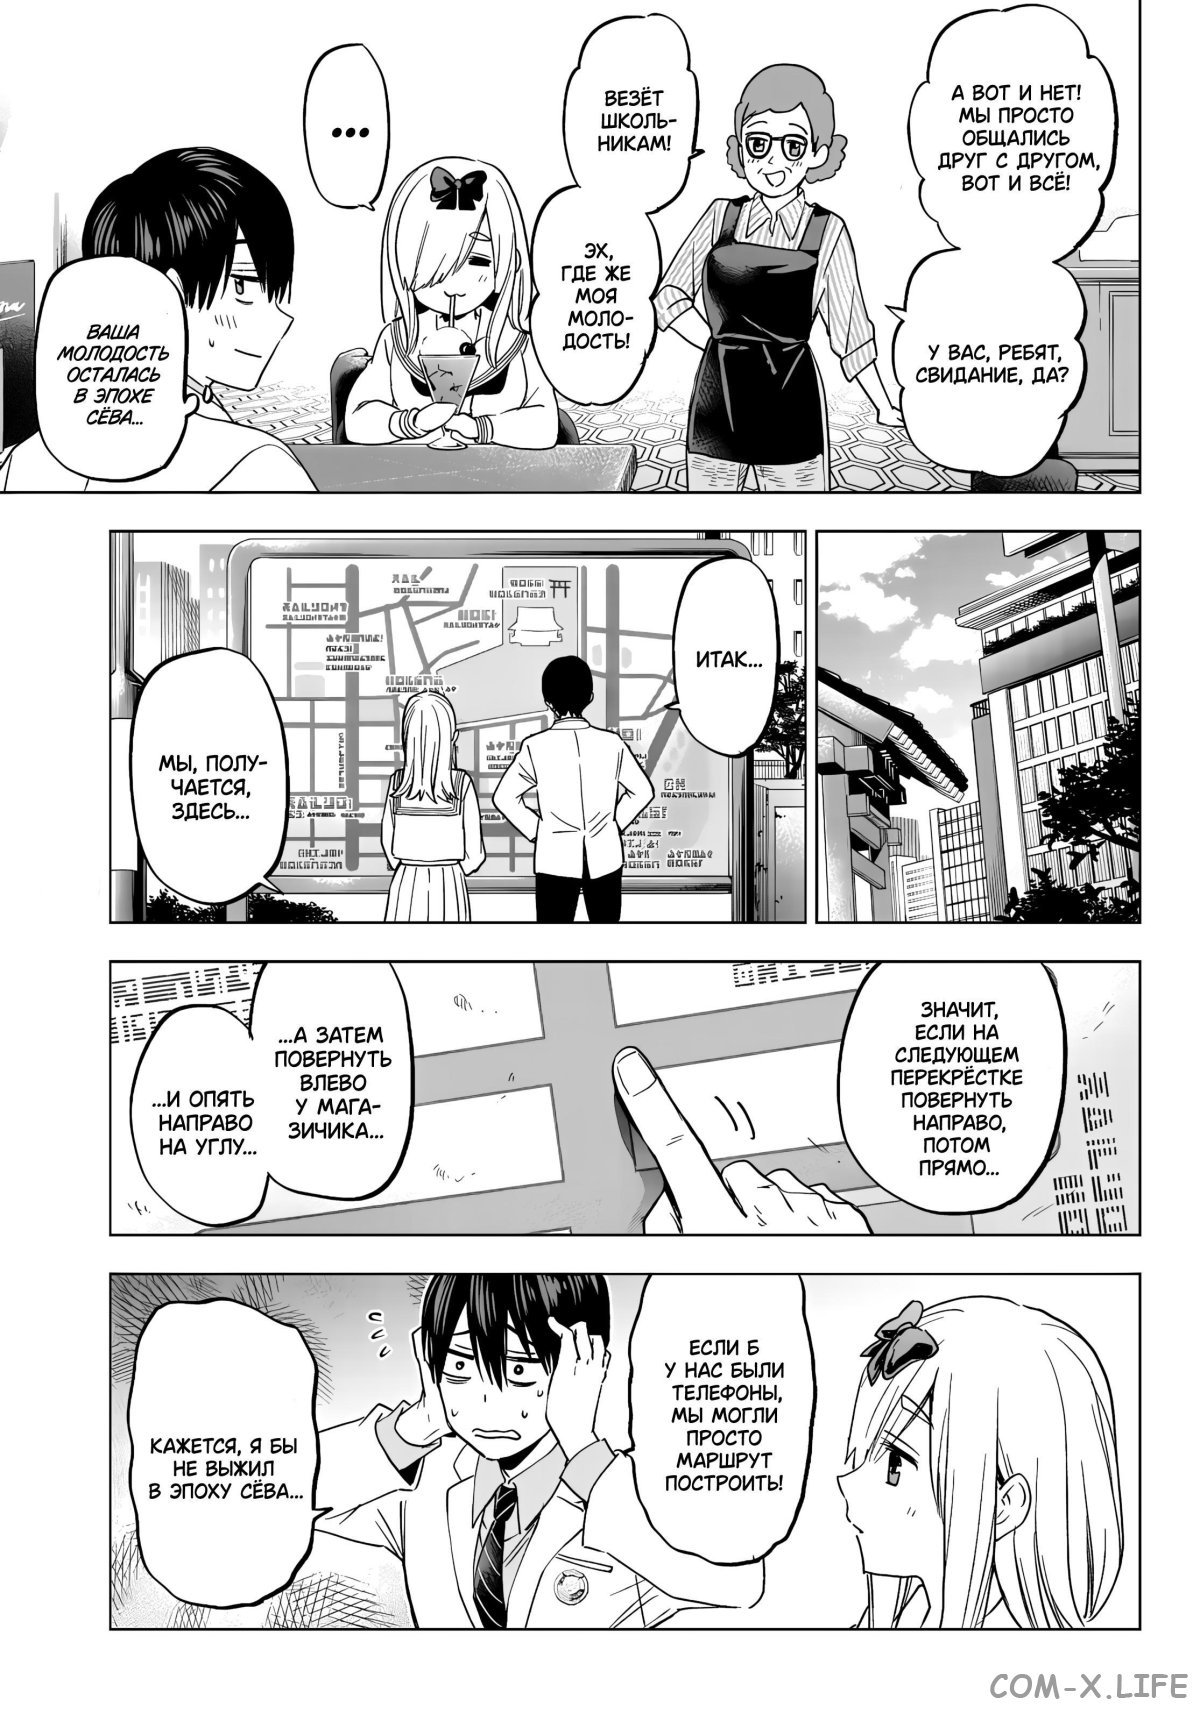 А ВОТ И НЕТ!
МЫ ПРОСТО
ОБЩАЛИСЬ
ДРУГ С ДРУГОМ,
ВОТ И ВСЁ!
У ВАС, РЕБЯТ,
СВИДАНИЕ, ДА?
ВЕЗЁТ
ШКОЛЬ-
НИКАМ!
ЭХ,
ГДЕ ЖЕ
МОЯ
МОЛО-
ДОСТЬ!
...
ВАША
МОЛОДОСТЬ
ОСТАЛАСЬ
В ЭПОХЕ
СЁВА...
ИТАК...
МЫ, ПОЛУ-
ЧАЕТСЯ,
ЗДЕСЬ...
ЗНАЧИТ,
ЕСЛИ НА
СЛЕДУЮЩЕМ
ПЕРЕКРЁСТКЕ
ПОВЕРНУТЬ
НАПРАВО,
ПОТОМ
ПРЯМО...
...А ЗАТЕМ
ПОВЕРНУТЬ
ВЛЕВО
У МАГА-
ЗИЧИКА...
...И ОПЯТЬ
НАПРАВО
НА УГЛУ...
ЕСЛИ Б
У НАС БЫЛИ
ТЕЛЕФОНЫ,
МЫ МОГЛИ
ПРОСТО
МАРШРУТ
ПОСТРОИТЬ!
КАЖЕТСЯ, Я БЫ
НЕ ВЫЖИЛ
В ЭПОХУ СЁВА...
COM-X.LIFE